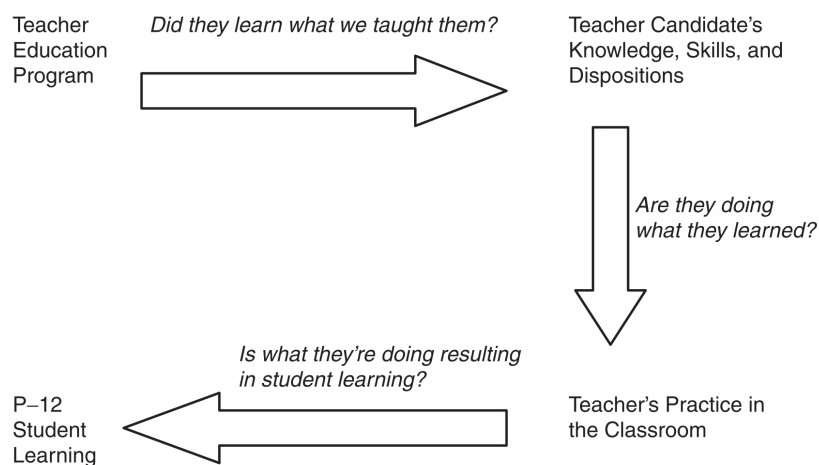 Teacher
Education
Program
Did they learn what we taught them?
Teacher Candidate's
Knowledge, Skills, and
Dispositions
Are they doing
what they learned?
Is what they're doing resulting
in student learning?
P–12
Student
Learning
Teacher's Practice in
the Classroom